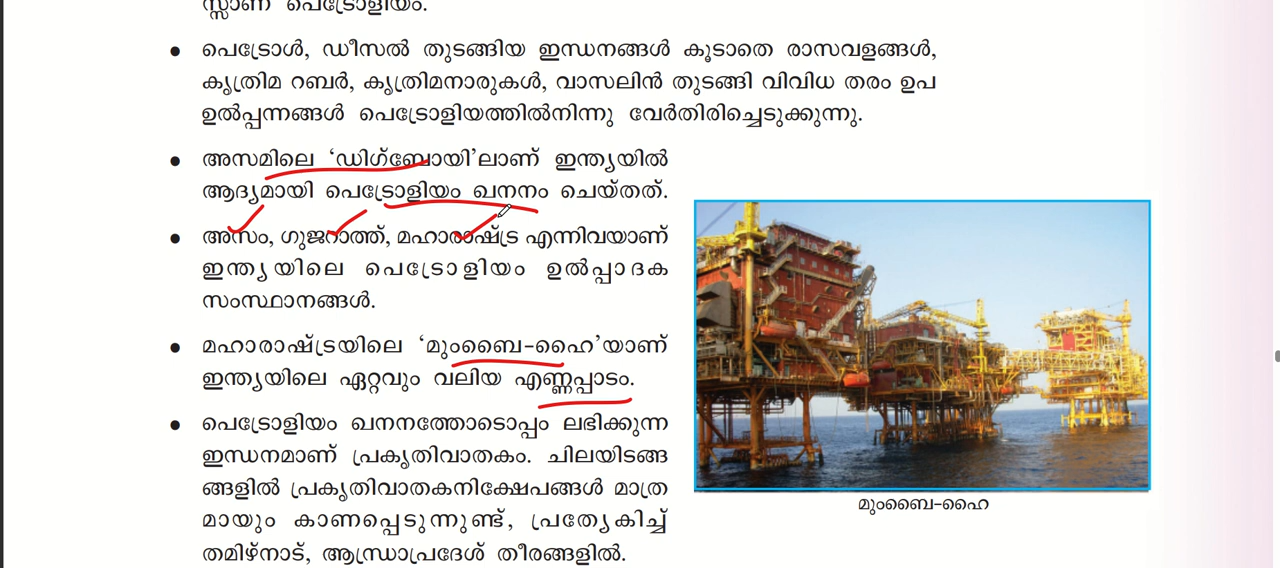 സ്സാണ് പെട്രോളിയം.
• പെട്രോൾ, ഡീസൽ തുടങ്ങിയ ഇന്ധനങ്ങൾ കൂടാതെ രാസവളങ്ങൾ,
കൃത്രിമ റബർ, കൃത്രിമനാരുകൾ, വാസലിൻ തുടങ്ങി വിവിധ തരം ഉപ
ഉൽപ്പന്നങ്ങൾ പെട്രോളിയത്തിൽനിന്നു വേർതിരിച്ചെടുക്കുന്നു.
• അസമിലെ ‘ഡിഗ്ബോയി’ലാണ് ഇന്ത്യയിൽ
ആദ്യമായി പെട്രോളിയം ഖനനം ചെയ്തത്.
• അസം, ഗുജറാത്ത്, മഹാരാഷ്ട്ര എന്നിവയാണ്
ഇന്ത്യയിലെ പെട്രോളിയം ഉൽപ്പാദക
സംസ്ഥാനങ്ങൾ.
• മഹാരാഷ്ട്രയിലെ ‘മുംബൈ-ഹൈ’യാണ്
ഇന്ത്യയിലെ ഏറ്റവും വലിയ എണ്ണപ്പാടം.
• പെട്രോളിയം ഖനനത്തോടൊപ്പം ലഭിക്കുന്ന
ഇന്ധനമാണ് പ്രകൃതിവാതകം. ചിലയിടങ്ങ
ങ്ങളിൽ പ്രകൃതിവാതകനിക്ഷേപങ്ങൾ മാത്ര
മായും കാണപ്പെടുന്നുണ്ട്, പ്രത്യേകിച്ച്
തമിഴ്നാട്, ആന്ധ്രാപ്രദേശ് തീരങ്ങളിൽ.
മുംബൈ-ഹൈ